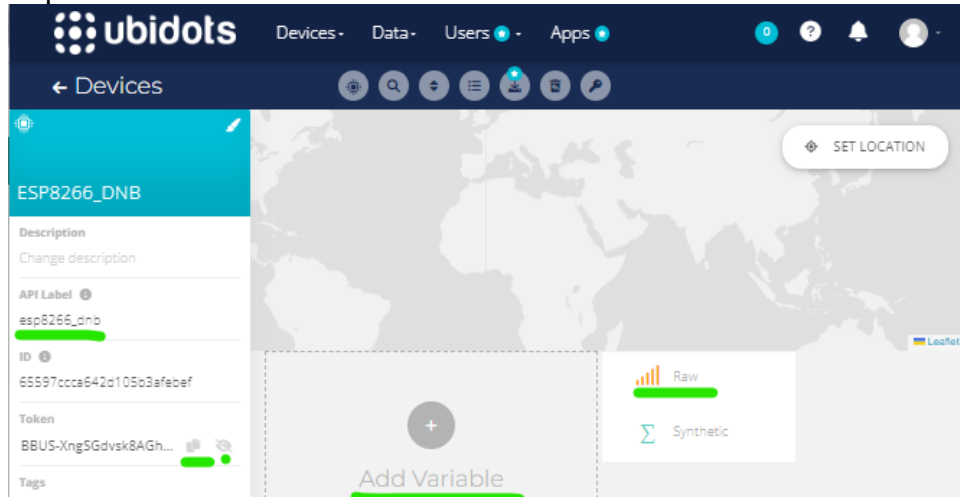 ubidots Devices Data Users Apps 0 ?
← Devices
SET LOCATION
ESP8266_DNB
Description
Change description
API Label
esp8266_dnb
Leaflet
ID
65597ccca642d105b3afebef
Raw
Token
BBUS-XngSGdvsk8AGh...
Synthetic
Add Variable
Tags